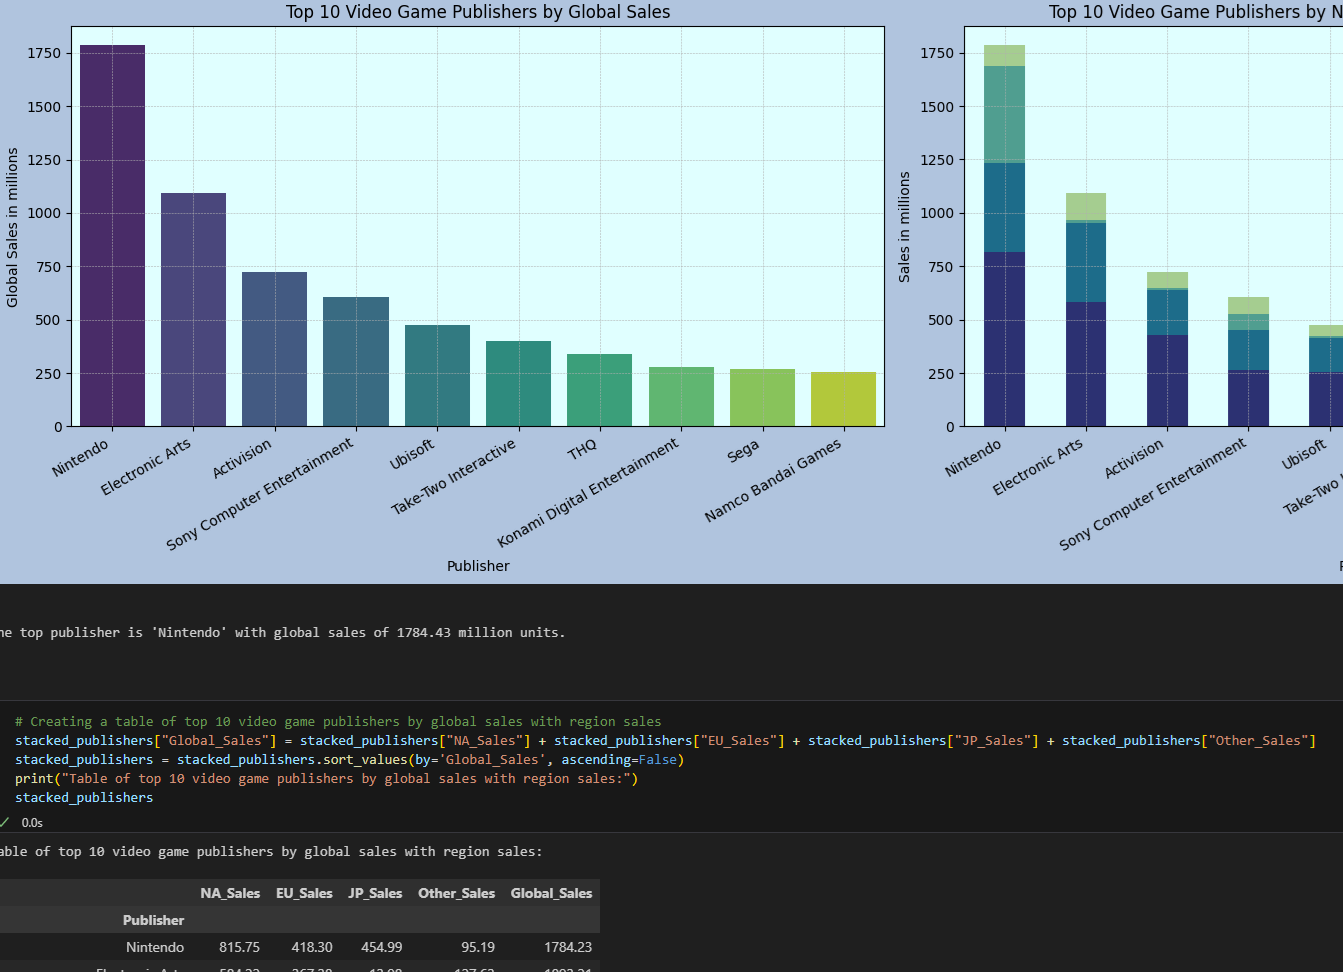 Top 10 Video Game Publishers by Global Sales
Global Sales in millions
1750
1500
1250
1000
750
500
250
0
Nintendo
Electronic Arts
Activision
Sony Computer Entertainment
Ubisoft
Take-Two Interactive
THQ
Konami Digital Entertainment
Sega
Namco Bandai Games
Publisher
Top 10 Video Game Publishers by N
Sales in millions
1750
1500
1250
1000
750
500
250
0
Nintendo
Electronic Arts
Activision
Sony Computer Entertainment
Ubisoft
Take-Two
he top publisher is 'Nintendo' with global sales of 1784.43 million units.
# Creating a table of top 10 video game publishers by global sales with region sales
stacked_publishers["Global_Sales"] = stacked_publishers["NA_Sales"] + stacked_publishers["EU_Sales"] + stacked_publishers["JP_Sales"] + stacked_publishers["Other_Sales"]
stacked_publishers = stacked_publishers.sort_values(by='Global_Sales', ascending=False)
print("Table of top 10 video game publishers by global sales with region sales:")
stacked_publishers
✓ 0.0s
able of top 10 video game publishers by global sales with region sales:
NA_Sales EU_Sales JP_Sales Other_Sales Global_Sales
Publisher
Nintendo 815.75 418.30 454.99 95.19 1784.23